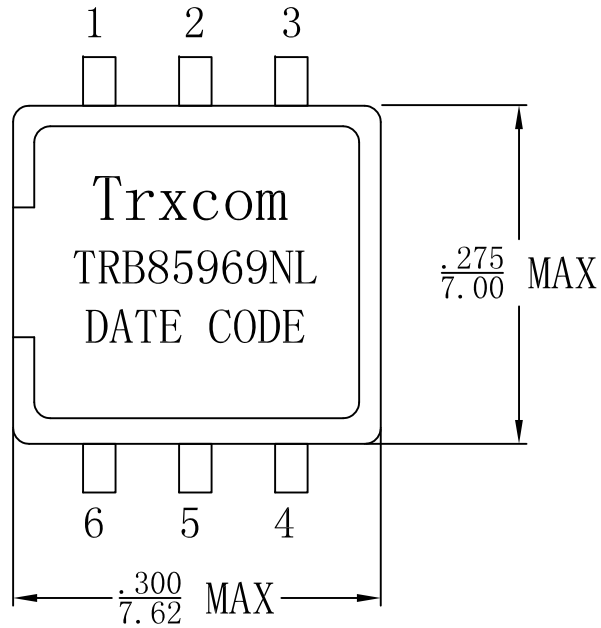 1 2 3
Trxcom
TRB85969NL
DATE CODE
.275
7.00 MAX
6 5 4
.300
7.62 MAX